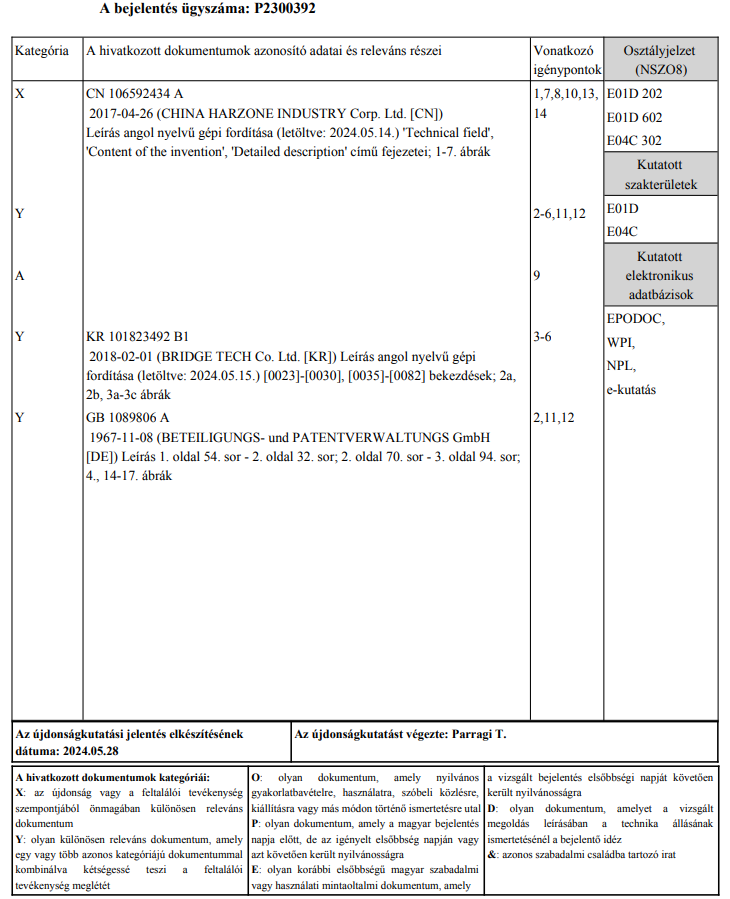 A bejelentés ügyszáma: P2300392
Kategória
A hivatkozott dokumentumok azonosító adatai és releváns részei
Vonatkozó
igénypontok
Osztályjelzet
(NSZO8)
X
CN 106592434 A
2017-04-26 (CHINA HARZONE INDUSTRY Corp. Ltd. [CN])
Leírás angol nyelvű gépi fordítása (letöltve: 2024.05.14.) 'Technical field',
'Content of the invention', 'Detailed description' című fejezetei; 1-7. ábrák
1,7,8,10,13,
14
E01D 202
E01D 602
E04C 302
Kutatott
szakterületek
Y
2-6,11,12
E01D
E04C
A
9
Kutatott
elektronikus
adatbázisok
Y
KR 101823492 B1
2018-02-01 (BRIDGE TECH Co. Ltd. [KR]) Leírás angol nyelvű gépi
fordítása (letöltve: 2024.05.15.) [0023]-[0030], [0035]-[0082] bekezdések; 2a,
2b, 3a-3c ábrák
3-6
EPODOC,
WPI,
NPL,
e-kutatás
Y
GB 1089806 A
1967-11-08 (BETEILIGUNGS- und PATENTVERWALTUNGS GmbH
[DE]) Leírás 1. oldal 54. sor - 2. oldal 32. sor; 2. oldal 70. sor - 3. oldal 94. sor;
4., 14-17. ábrák
2,11,12
Az újdonságkutatási jelentés elkészítésének
dátuma: 2024.05.28
Az újdonságkutatást végezte: Parragi T.
A hivatkozott dokumentumok kategóriái:
X: az újdonság vagy a feltalálói tevékenység
szempontjából önmagában különösen releváns
dokumentum
Y: olyan különösen releváns dokumentum, amely
egy vagy több azonos kategóriájú dokumentummal
kombinálva kétségessé teszi a feltalálói
tevékenység meglétét
O: olyan dokumentum, amely nyilvános
gyakorlatbavételre, használatra, szóbeli közlésre,
kiállításra vagy más módon történő ismertetésre utal
P: olyan dokumentum, amely a magyar bejelentés
napja előtt, de az igényelt elsőbbség napján vagy
azt követően került nyilvánosságra
E: olyan korábbi elsőbbségű magyar szabadalmi
vagy használati mintaoltalmi dokumentum, amely
a vizsgált bejelentés elsőbbségi napját követően
került nyilvánosságra
D: olyan dokumentum, amelyet a vizsgált
megoldás leírásában a technika állásának
ismertetésénél a bejelentő idéz
&: azonos szabadalmi családba tartozó irat